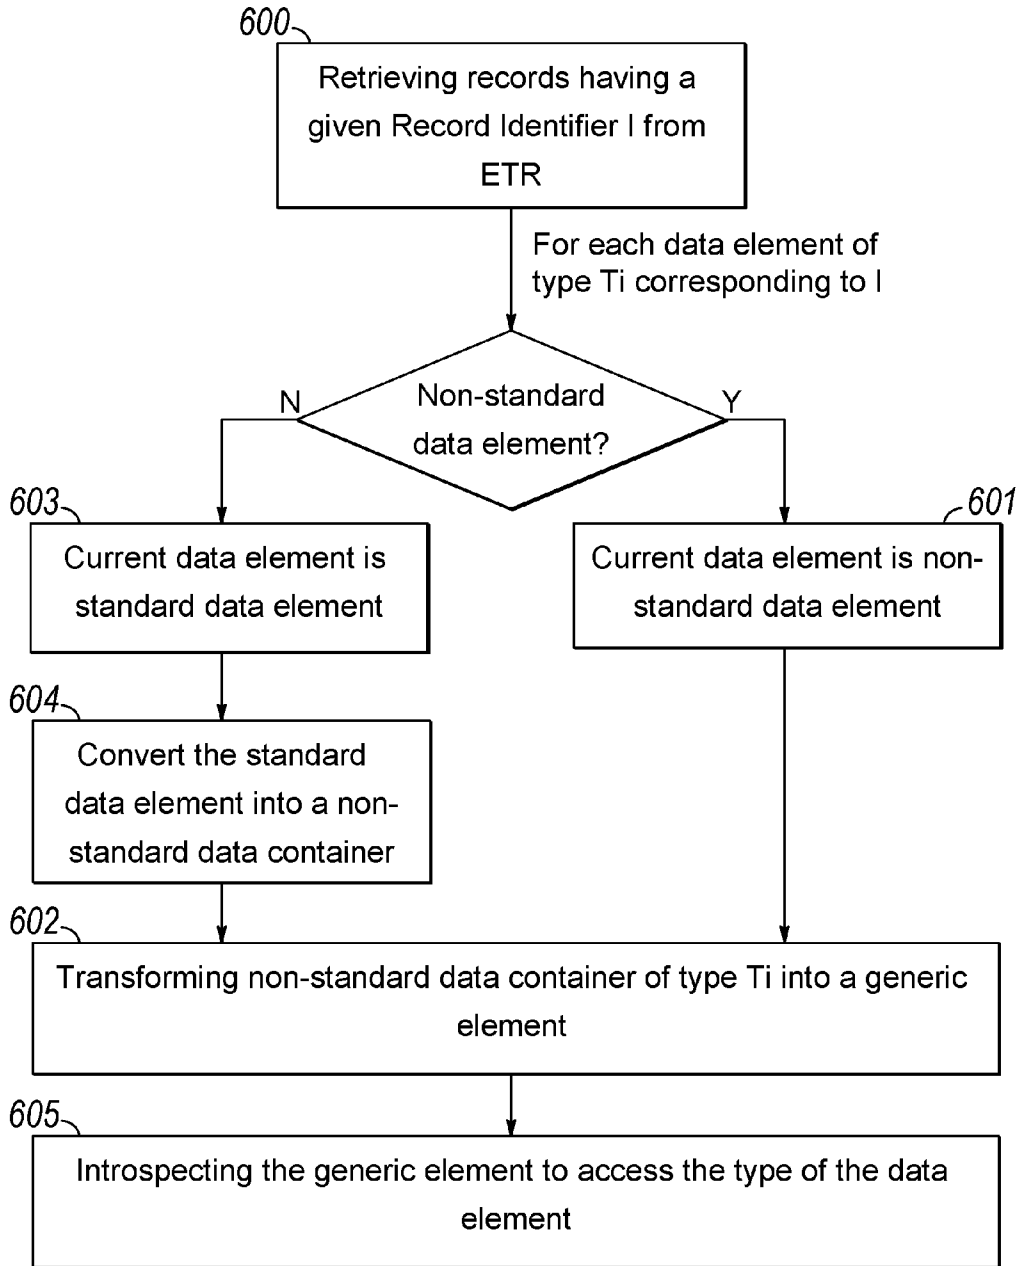 600
Retrieving records having a
given Record Identifier I from
ETR
For each data element of
type Ti corresponding to I
Non-standard
data element?
N
Y
603
Current data element is
standard data element
601
Current data element is non-
standard data element
604
Convert the standard
data element into a non-
standard data container
602
Transforming non-standard data container of type Ti into a generic
element
605
Introspecting the generic element to access the type of the data
element